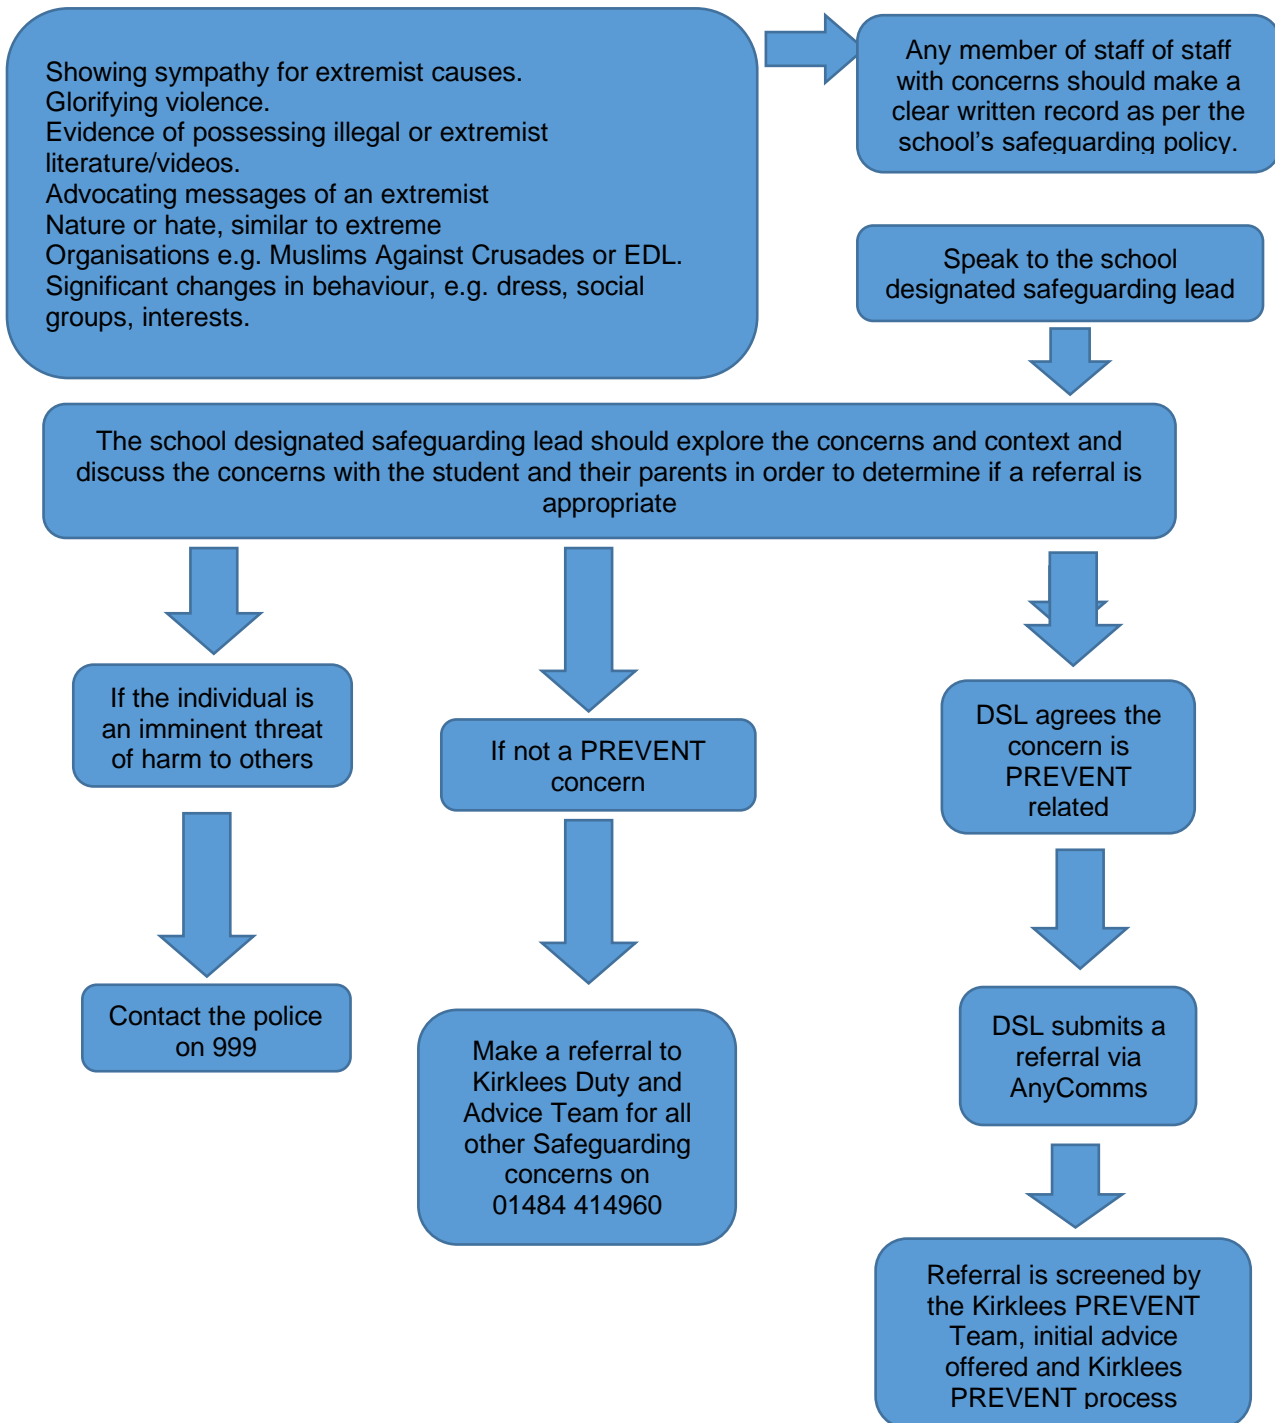 Showing sympathy for extremist causes.
Glorifying violence.
Evidence of possessing illegal or extremist
literature/videos.
Advocating messages of an extremist
Nature or hate, similar to extreme
Organisations e.g. Muslims Against Crusades or EDL.
Significant changes in behaviour, e.g. dress, social
groups, interests.
Any member of staff of staff
with concerns should make a
clear written record as per the
school’s safeguarding policy.
Speak to the school
designated safeguarding lead
The school designated safeguarding lead should explore the concerns and context and
discuss the concerns with the student and their parents in order to determine if a referral is
appropriate
If the individual is
an imminent threat
of harm to others
If not a PREVENT
concern
DSL agrees the
concern is
PREVENT
related
Contact the police
on 999
Make a referral to
Kirklees Duty and
Advice Team for all
other Safeguarding
concerns on
01484 414960
DSL submits a
referral via
AnyComms
Referral is screened by
the Kirklees PREVENT
Team, initial advice
offered and Kirklees
PREVENT process